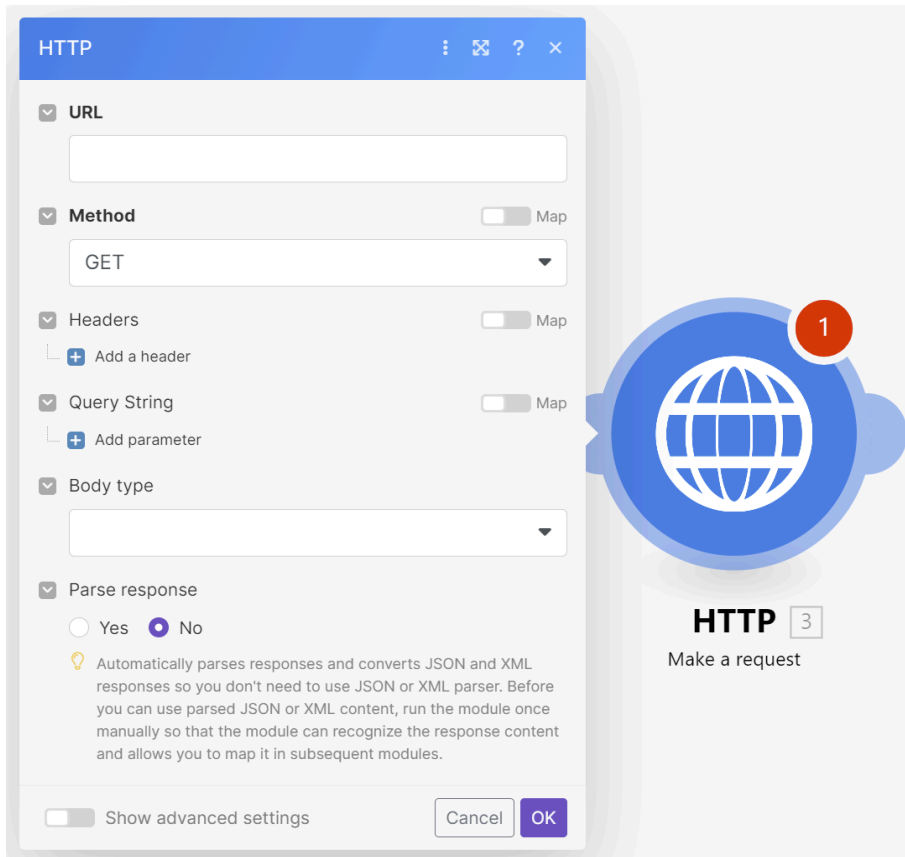 HTTP
URL
Method
Map
GET
Headers
Map
Add a header
Query String
Map
Add parameter
Body type
Parse response
Yes
No
Automatically parses responses and converts JSON and XML
responses so you don't need to use JSON or XML parser. Before
you can use parsed JSON or XML content, run the module once
manually so that the module can recognize the response content
and allows you to map it in subsequent modules.
Show advanced settings
Cancel
OK
1
HTTP 3
Make a request